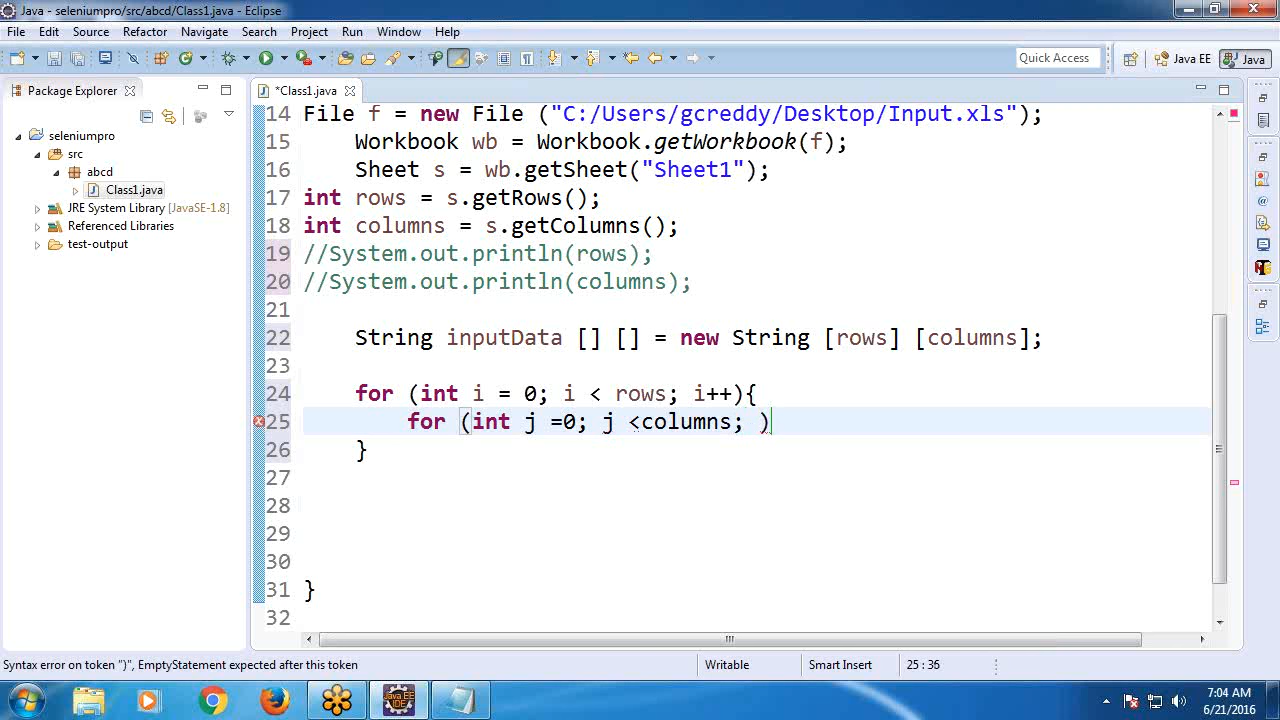 Java - seleniumpro/src/abcd/Class1.java - Eclipse
File Edit Source Refactor Navigate Search Project Run Window Help
Quick Access
Java EE
Java
Package Explorer
*Class1.java
seleniumpro
src
abcd
Class1.java
JRE System Library [JavaSE-1.8]
Referenced Libraries
test-output
14 File f = new File ("C:/Users/gcreddy/Desktop/Input.xls");
15 Workbook wb = Workbook.getWorkbook(f);
16 Sheet s = wb.getSheet("Sheet1");
17 int rows = s.getRows();
18 int columns = s.getColumns();
19 //System.out.println(rows);
20 //System.out.println(columns);
21
22 String inputData [] [] = new String [rows] [columns];
23
24 for (int i = 0; i < rows; i++){
25 for (int j =0; j <columns; )
26 }
27
28
29
30
31 }
32
Syntax error on token ")", EmptyStatement expected after this token
Writable
Smart Insert
25 : 36
Java EE
IDE
7:04 AM
6/21/2016